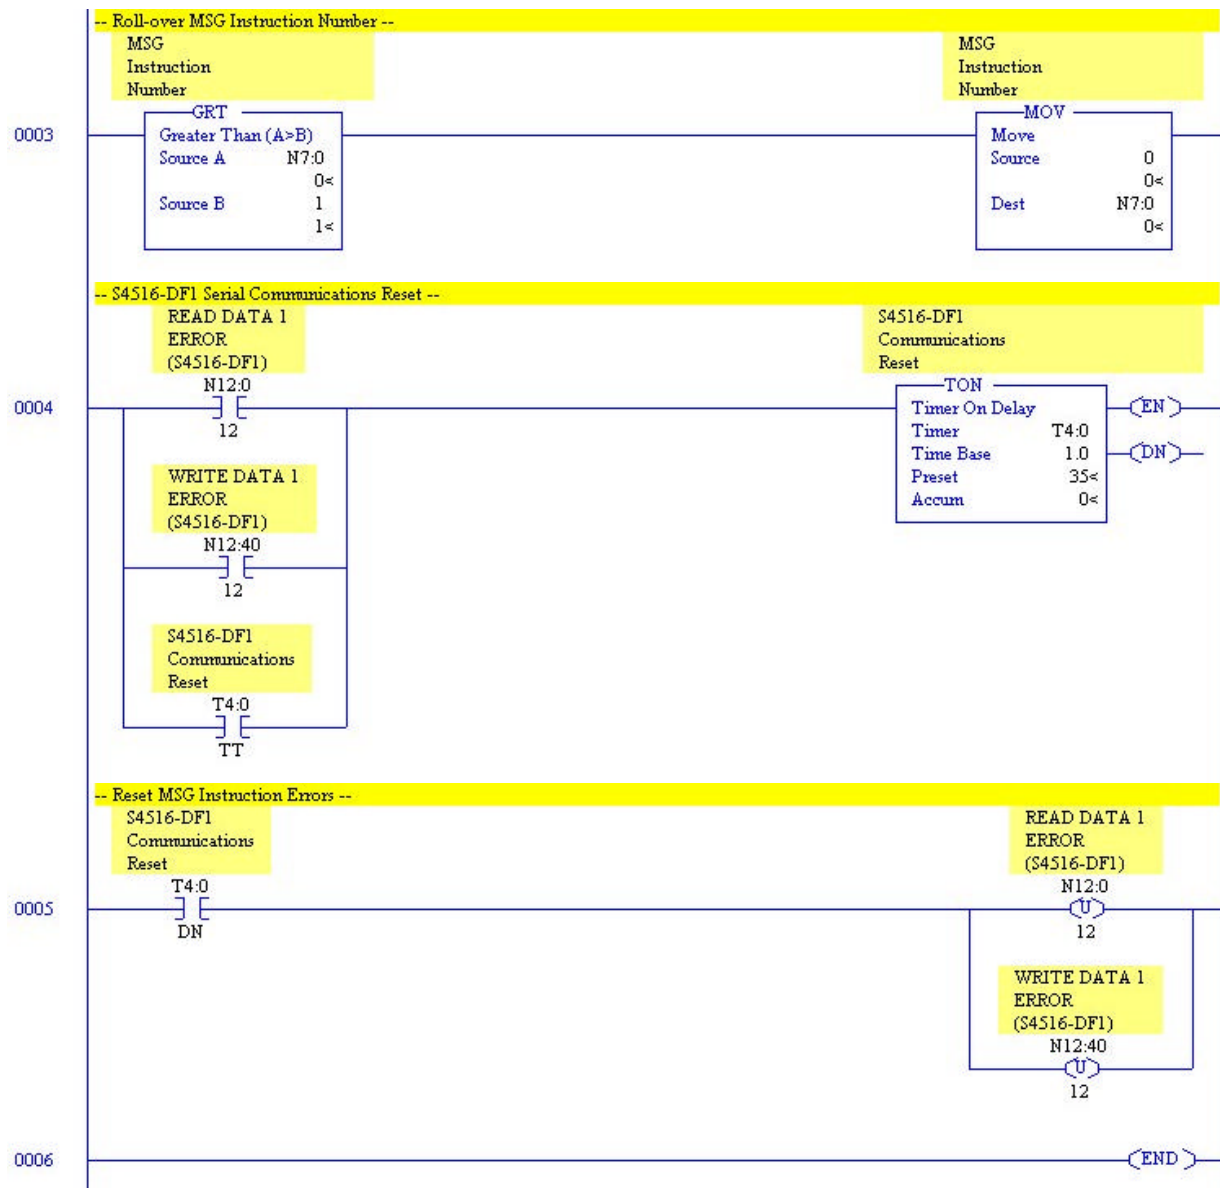 -- Roll-over MSG Instruction Number --
MSG
Instruction
Number
MSG
Instruction
Number
0003
GRT
Greater Than (A>B)
Source A N7:0
0<
Source B 1
1<
MOV
Move
Source 0
0<
Dest N7:0
0<
-- S4516-DF1 Serial Communications Reset --
READ DATA 1
ERROR
(S4516-DF1)
N12:0
12
S4516-DF1
Communications
Reset
0004
TON
Timer On Delay
Timer T4:0
Time Base 1.0
Preset 35<
Accum 0<
EN
DN
WRITE DATA 1
ERROR
(S4516-DF1)
N12:40
12
S4516-DF1
Communications
Reset
T4:0
TT
-- Reset MSG Instruction Errors --
S4516-DF1
Communications
Reset
T4:0
DN
0005
READ DATA 1
ERROR
(S4516-DF1)
N12:0
U
12
WRITE DATA 1
ERROR
(S4516-DF1)
N12:40
U
12
0006
END